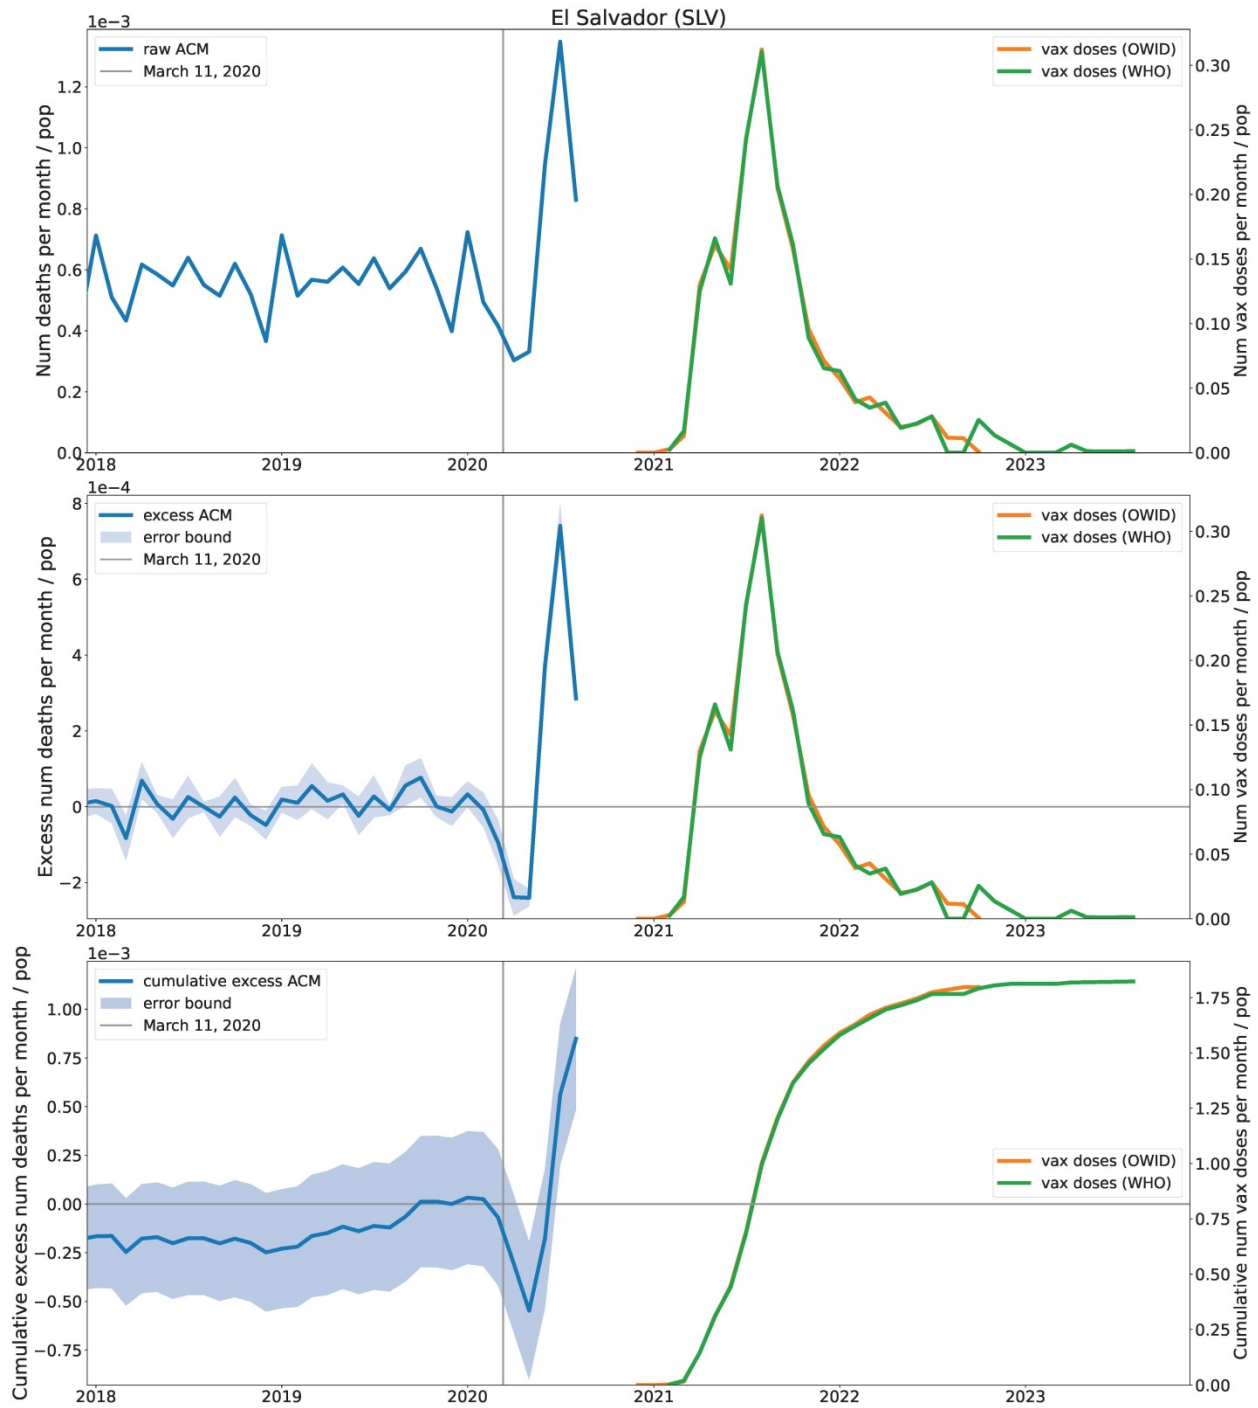 El Salvador (SLV)
1e−3
raw ACM
March 11, 2020
vax doses (OWID)
vax doses (WHO)
Num deaths per month / pop
1.2
1.0
0.8
0.6
0.4
0.2
0.0
Num vax doses per month / pop
0.30
0.25
0.20
0.15
0.10
0.05
0.00
2018
2019
2020
2021
2022
2023
1e−4
excess ACM
error bound
March 11, 2020
vax doses (OWID)
vax doses (WHO)
Excess num deaths per month / pop
8
6
4
2
0
−2
Num vax doses per month / pop
0.30
0.25
0.20
0.15
0.10
0.05
0.00
2018
2019
2020
2021
2022
2023
1e−3
cumulative excess ACM
error bound
March 11, 2020
vax doses (OWID)
vax doses (WHO)
Cumulative excess num deaths per month / pop
1.00
0.75
0.50
0.25
0.00
−0.25
−0.50
−0.75
Cumulative num vax doses per month / pop
1.75
1.50
1.25
1.00
0.75
0.50
0.25
0.00
2018
2019
2020
2021
2022
2023